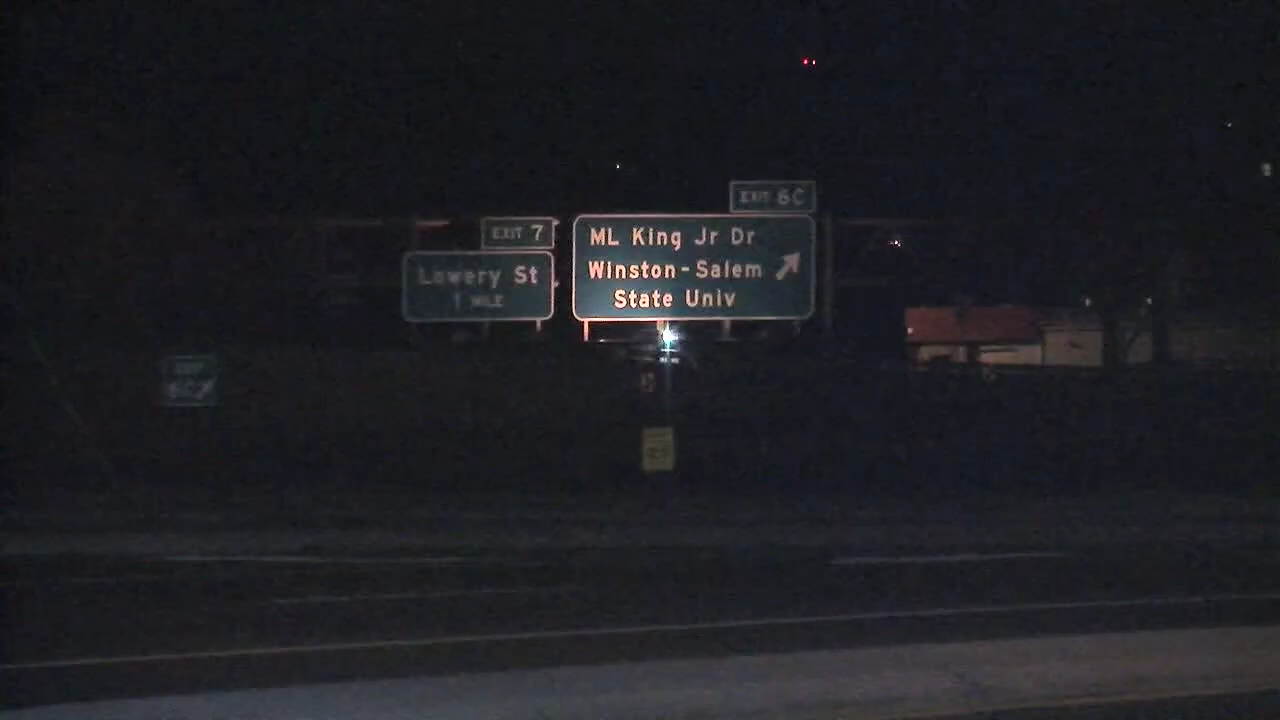 EXIT 7
Lowery St
1 MILE
EXIT 6C
ML King Jr Dr
Winston-Salem
State Univ